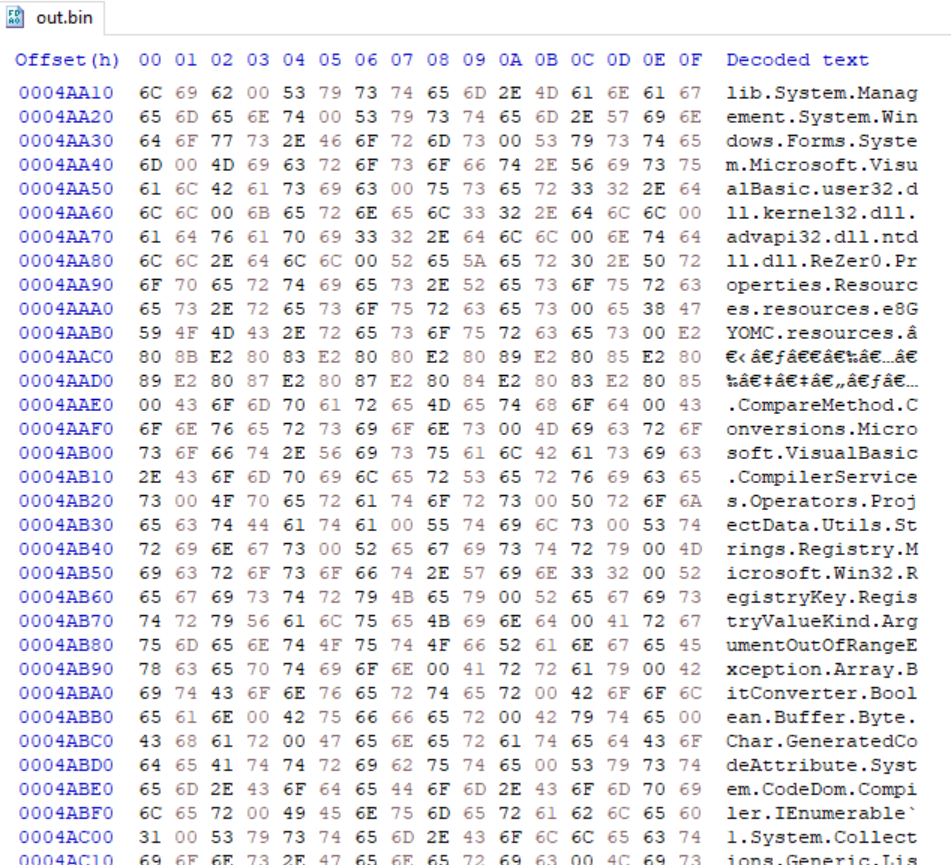 out.bin
Offset(h) 00 01 02 03 04 05 06 07 08 09 0A 0B 0C 0D 0E 0F Decoded text
0004AA10 6C 69 62 00 53 79 73 74 65 6D 2E 4D 61 6E 61 67 lib.System.Manag
0004AA20 65 6D 65 6E 74 00 53 79 73 74 65 6D 2E 57 69 6E ement.System.Win
0004AA30 64 6F 77 73 2E 46 6F 72 6D 73 00 53 79 73 74 65 dows.Forms.Syste
0004AA40 6D 00 4D 69 63 72 6F 73 6F 66 74 2E 56 69 73 75 m.Microsoft.Visu
0004AA50 61 6C 42 61 73 69 63 00 75 73 65 72 33 32 2E 64 alBasic.user32.d
0004AA60 6C 6C 00 6B 65 72 6E 65 6C 33 32 2E 64 6C 6C 00 ll.kernel32.dll.
0004AA70 61 64 76 61 70 69 33 32 2E 64 6C 6C 00 6E 74 64 advapi32.dll.ntd
0004AA80 6C 6C 2E 64 6C 6C 00 52 65 5A 65 72 30 2E 50 72 ll.dll.ReZer0.Pr
0004AA90 6F 70 65 72 74 69 65 73 2E 52 65 73 6F 75 72 63 operties.Resourc
0004AAA0 65 73 2E 72 65 73 6F 75 72 63 65 73 00 65 38 47 es.resources.e8G
0004AAB0 59 4F 4D 43 2E 72 65 73 6F 75 72 63 65 73 00 E2 YOMC.resources.â
0004AAC0 80 8B E2 80 83 E2 80 80 E2 80 89 E2 80 85 E2 80 €‹â€ƒâ€€â€‰â€…â€
0004AAD0 89 E2 80 87 E2 80 87 E2 80 84 E2 80 83 E2 80 85 ‰â€‡â€‡â€„â€ƒâ€…
0004AAE0 00 43 6F 6D 70 61 72 65 4D 65 74 68 6F 64 00 43 .CompareMethod.C
0004AAF0 6F 6E 76 65 72 73 69 6F 6E 73 00 4D 69 63 72 6F onversions.Micro
0004AB00 73 6F 66 74 2E 56 69 73 75 61 6C 42 61 73 69 63 soft.VisualBasic
0004AB10 2E 43 6F 6D 70 69 6C 65 72 53 65 72 76 69 63 65 .CompilerService
0004AB20 73 00 4F 70 65 72 61 74 6F 72 73 00 50 72 6F 6A s.Operators.Proj
0004AB30 65 63 74 44 61 74 61 00 55 74 69 6C 73 00 53 74 ectData.Utils.St
0004AB40 72 69 6E 67 73 00 52 65 67 69 73 74 72 79 00 4D rings.Registry.M
0004AB50 69 63 72 6F 73 6F 66 74 2E 57 69 6E 33 32 00 52 icrosoft.Win32.R
0004AB60 65 67 69 73 74 72 79 4B 65 79 00 52 65 67 69 73 egistryKey.Regis
0004AB70 74 72 79 56 61 6C 75 65 4B 69 6E 64 00 41 72 67 tryValueKind.Arg
0004AB80 75 6D 65 6E 74 4F 75 74 4F 66 52 61 6E 67 65 45 umentOutOfRangeE
0004AB90 78 63 65 70 74 69 6F 6E 00 41 72 72 61 79 00 42 xception.Array.B
0004ABA0 69 74 43 6F 6E 76 65 72 74 65 72 00 42 6F 6F 6C itConverter.Bool
0004ABB0 65 61 6E 00 42 75 66 66 65 72 00 42 79 74 65 00 ean.Buffer.Byte.
0004ABC0 43 68 61 72 00 47 65 6E 65 72 61 74 65 64 43 6F Char.GeneratedCo
0004ABD0 64 65 41 74 74 72 69 62 75 74 65 00 53 79 73 74 deAttribute.Syst
0004ABE0 65 6D 2E 43 6F 64 65 44 6F 6D 2E 43 6F 6D 70 69 em.CodeDom.Compi
0004ABF0 6C 65 72 00 49 45 6E 75 6D 65 72 61 62 6C 65 60 ler.IEnumerable`
0004AC00 31 00 53 79 73 74 65 6D 2E 43 6F 6C 6C 65 63 74 1.System.Collect
0004AC10 69 6F 6E 73 2E 47 65 6E 65 72 69 63 00 4C 69 73 ions.Generic.Lis